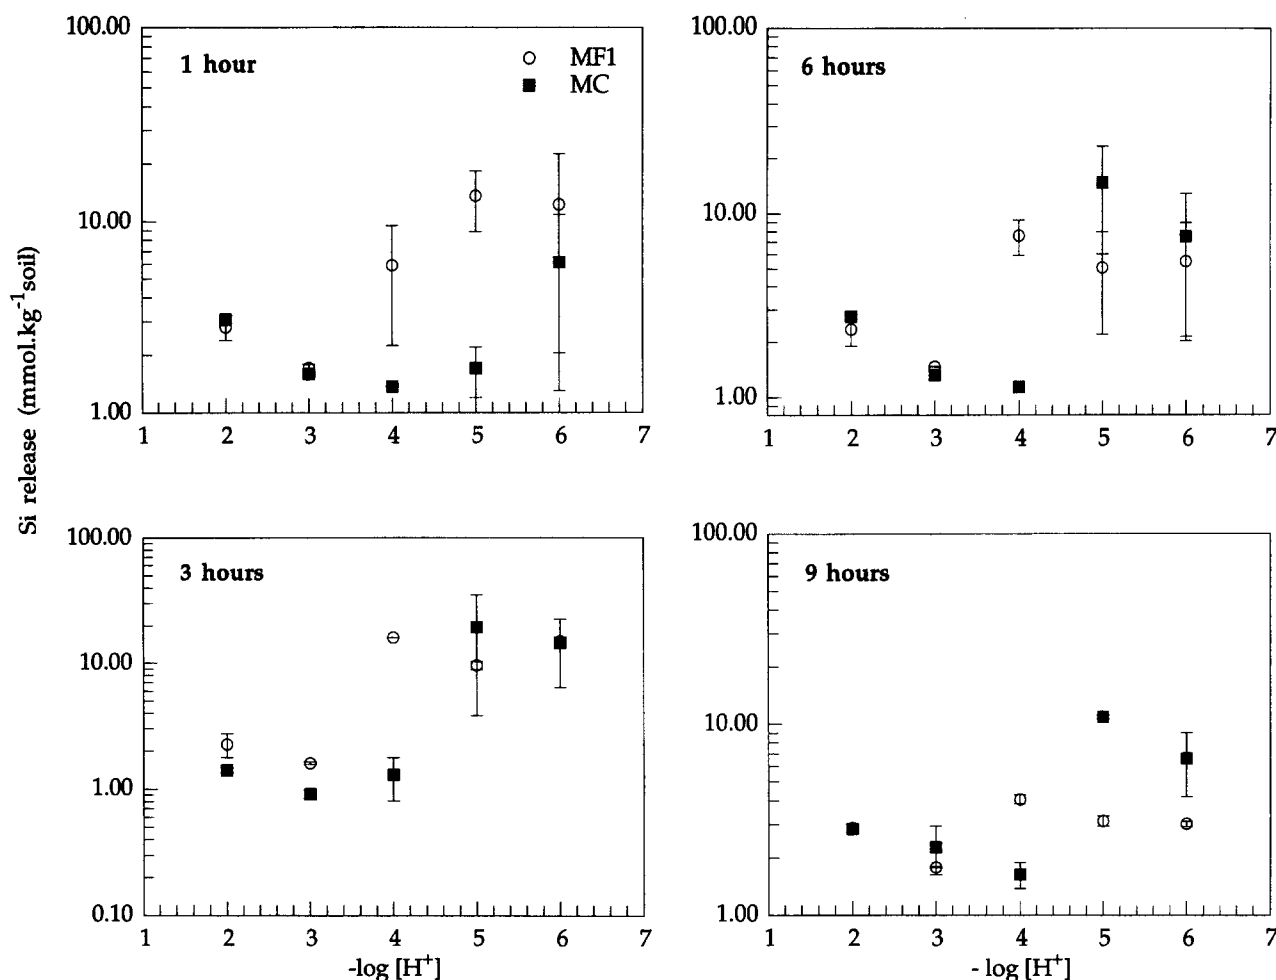 Si release (mmol.kg⁻¹soil)
100.00
10.00
1.00
1 hour
MF1
MC
1 2 3 4 5 6 7
100.00
10.00
1.00
6 hours
1 2 3 4 5 6 7
100.00
10.00
1.00
0.10
3 hours
1 2 3 4 5 6 7
-log [H⁺]
100.00
10.00
1.00
9 hours
1 2 3 4 5 6 7
- log [H⁺]